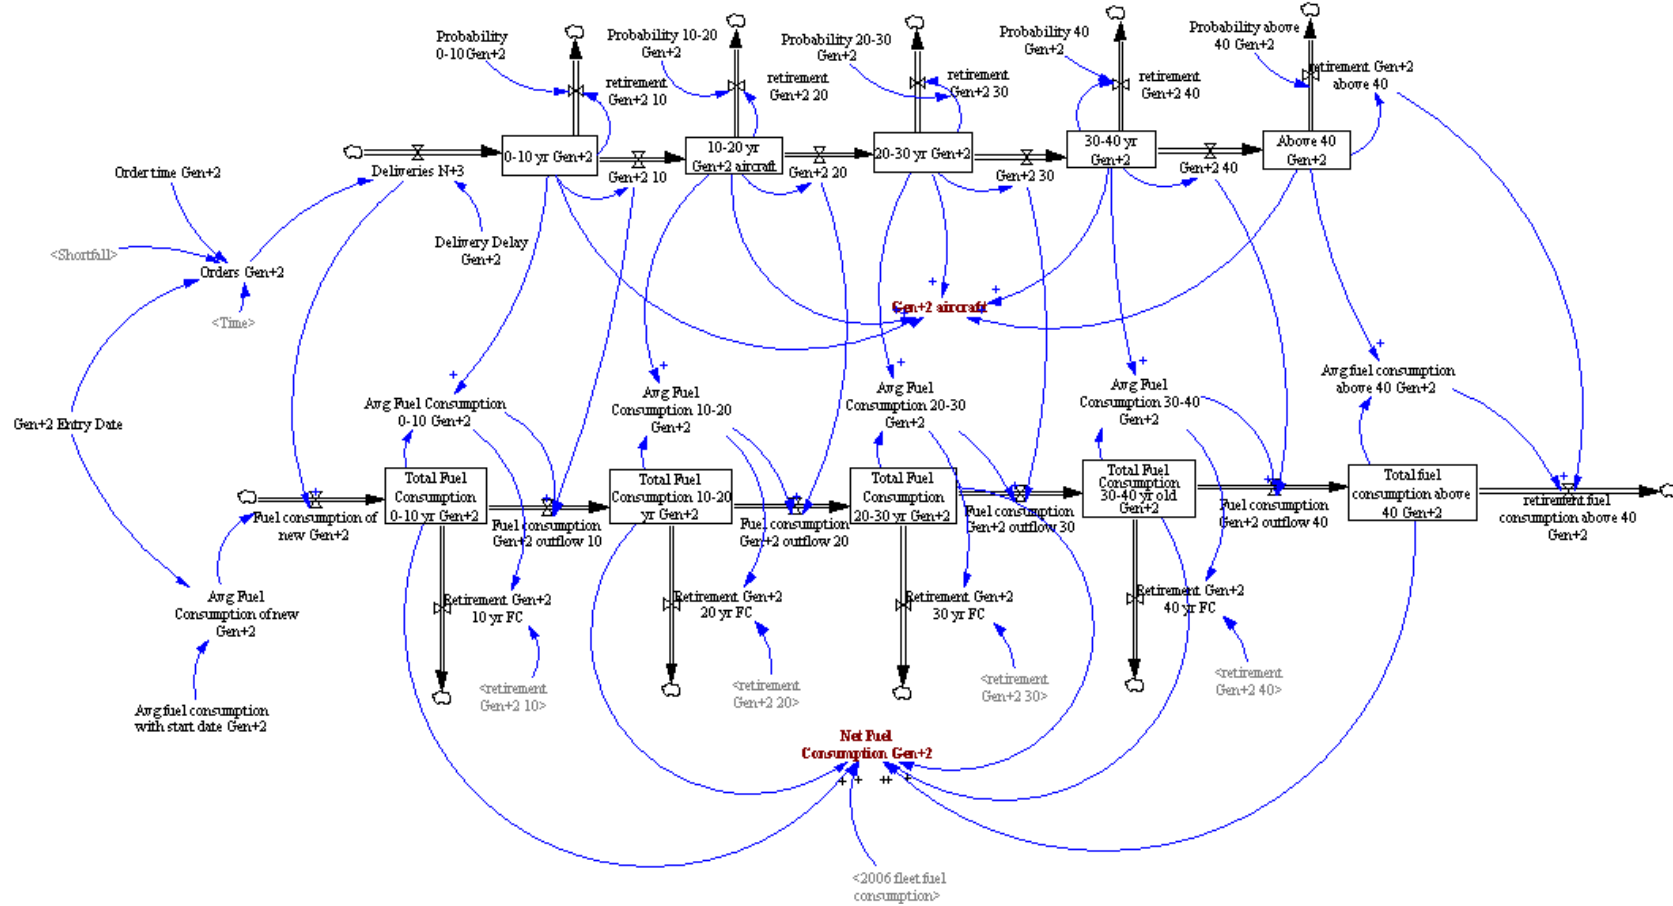 Probability
0-10 Gen+2
Probability 10-20
Gen+2
Probability 20-30
Gen+2
Probability 40
Gen+2
Probability above
40 Gen+2
retirement
Gen+2 10
retirement
Gen+2 20
retirement
Gen+2 30
retirement
Gen+2 40
retirement Gen+2
above 40
0-10 yr Gen+2
10-20 yr
Gen+2 aircraft
20-30 yr Gen+2
30-40 yr
Gen+2
Above 40
Gen+2
Deliveries N+3
Gen+2 10
Gen+2 20
Gen+2 30
Gen+2 40
Order time Gen+2
Delivery Delay
Gen+2
<Shortfall>
Orders Gen+2
<Time>
Gen+2 aircraft
Gen+2 Entry Date
Avg Fuel Consumption
0-10 Gen+2
Avg Fuel
Consumption 10-20
Gen+2
Avg Fuel
Consumption 20-30
Gen+2
Avg Fuel
Consumption 30-40
Gen+2
Avg fuel consumption
above 40 Gen+2
Total Fuel
Consumption
0-10 yr Gen+2
Total Fuel
Consumption 10-20
yr Gen+2
Total Fuel
Consumption
20-30 yr Gen+2
Total Fuel
Consumption
30-40 yr old
Gen+2
Total fuel
consumption above
40 Gen+2
Fuel consumption of
new Gen+2
Fuel consumption
Gen+2 outflow 10
Fuel consumption
Gen+2 outflow 20
Fuel consumption
Gen+2 outflow 30
Fuel consumption
Gen+2 outflow 40
retirement fuel
consumption above 40
Gen+2
Avg Fuel
Consumption of new
Gen+2
Retirement Gen+2
10 yr FC
Retirement Gen+2
20 yr FC
Retirement Gen+2
30 yr FC
Retirement Gen+2
40 yr FC
<retirement
Gen+2 10>
<retirement
Gen+2 20>
<retirement
Gen+2 30>
<retirement
Gen+2 40>
Avg fuel consumption
with start date Gen+2
Net Fuel
Consumption Gen+2
<2006 fleet fuel
consumption>